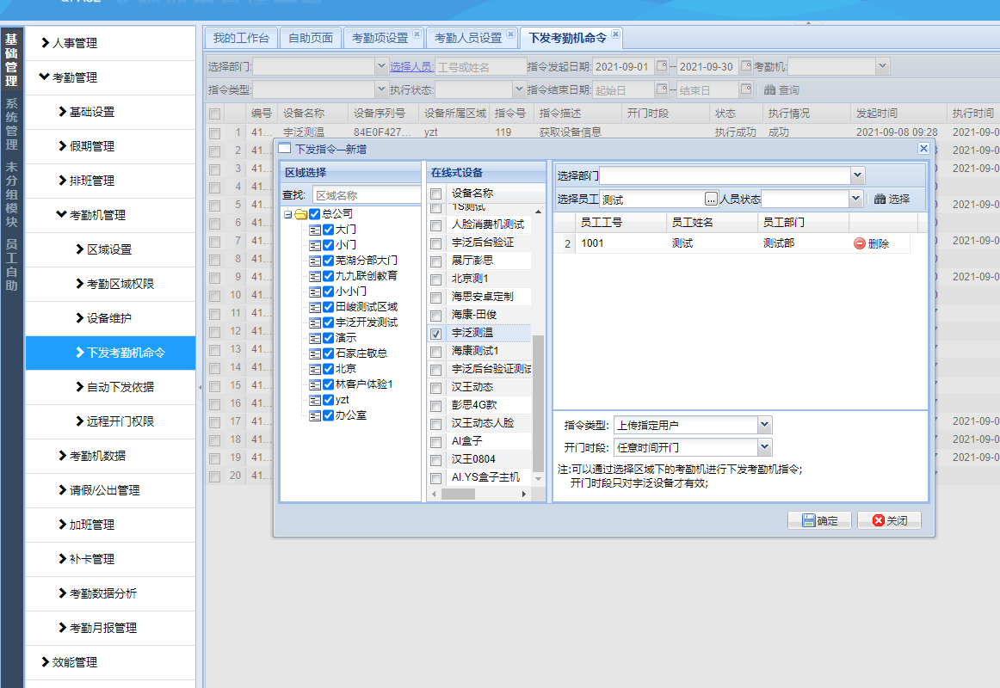 基础管理
系统管理
未分组模块
员工自助
人事管理
考勤管理
基础设置
假期管理
排班管理
考勤机管理
区域设置
考勤区域权限
设备维护
下发考勤机命令
自动下发依据
远程开门权限
考勤机数据
请假/公出管理
加班管理
补卡管理
考勤数据分析
考勤月报管理
效能管理
我的工作台 自助页面 考勤项设置 考勤人员设置 下发考勤机命令
选择部门: 选择人员: 工号或姓名 指令发起日期: 2021-09-01 -- 2021-09-30 考勤机:
指令类型: 执行状态: 指令结束日期: 起始日 -- 结束日 查询
编号 设备名称 设备序列号 设备所属区域 指令号 指令描述 开门时段 状态 执行情况 发起时间 执行时间
1 41... 宇泛测温 84E0F427... yzt 119 获取设备信息 执行成功 成功 2021-09-08 09:28 2021-09-0
2 41...
3 41... 2021-09-0
4 41...
5 41... 2021-09-0
6 41...
7 41... 2021-09-0
8 41...
9 41... 2021-09-0
10 41...
11 41...
12 41...
13 41...
14 41...
15 41...
16 41...
17 41... 2021-09-0
18 41... 2021-09-0
19 41... 2021-09-0
20 41...
下发指令—新增
区域选择
查找: 区域名称
总公司
大门
小门
芜湖分部大门
九九联创教育
小小门
田峻测试区域
宇泛开发测试
演示
石家庄敬总
北京
林客户体验1
yzt
办公室
在线式设备
设备名称
1S测试
人脸消费机测试
宇泛后台验证
展厅彭思
北京测1
海思安卓定制
海康-田俊
宇泛测温
海康测试1
宇泛后台验证测试
汉王动态
彭思4G款
汉王动态人脸
AI盒子
汉王0804
AI.YS盒子主机
选择部门
选择员工 测试 ... 人员状态 选择
员工工号 员工姓名 员工部门
2 1001 测试 测试部 删除
指令类型: 上传指定用户
开门时段: 任意时间开门
注:可以通过选择区域下的考勤机进行下发考勤机指令;
开门时段只对宇泛设备才有效;
确定 关闭